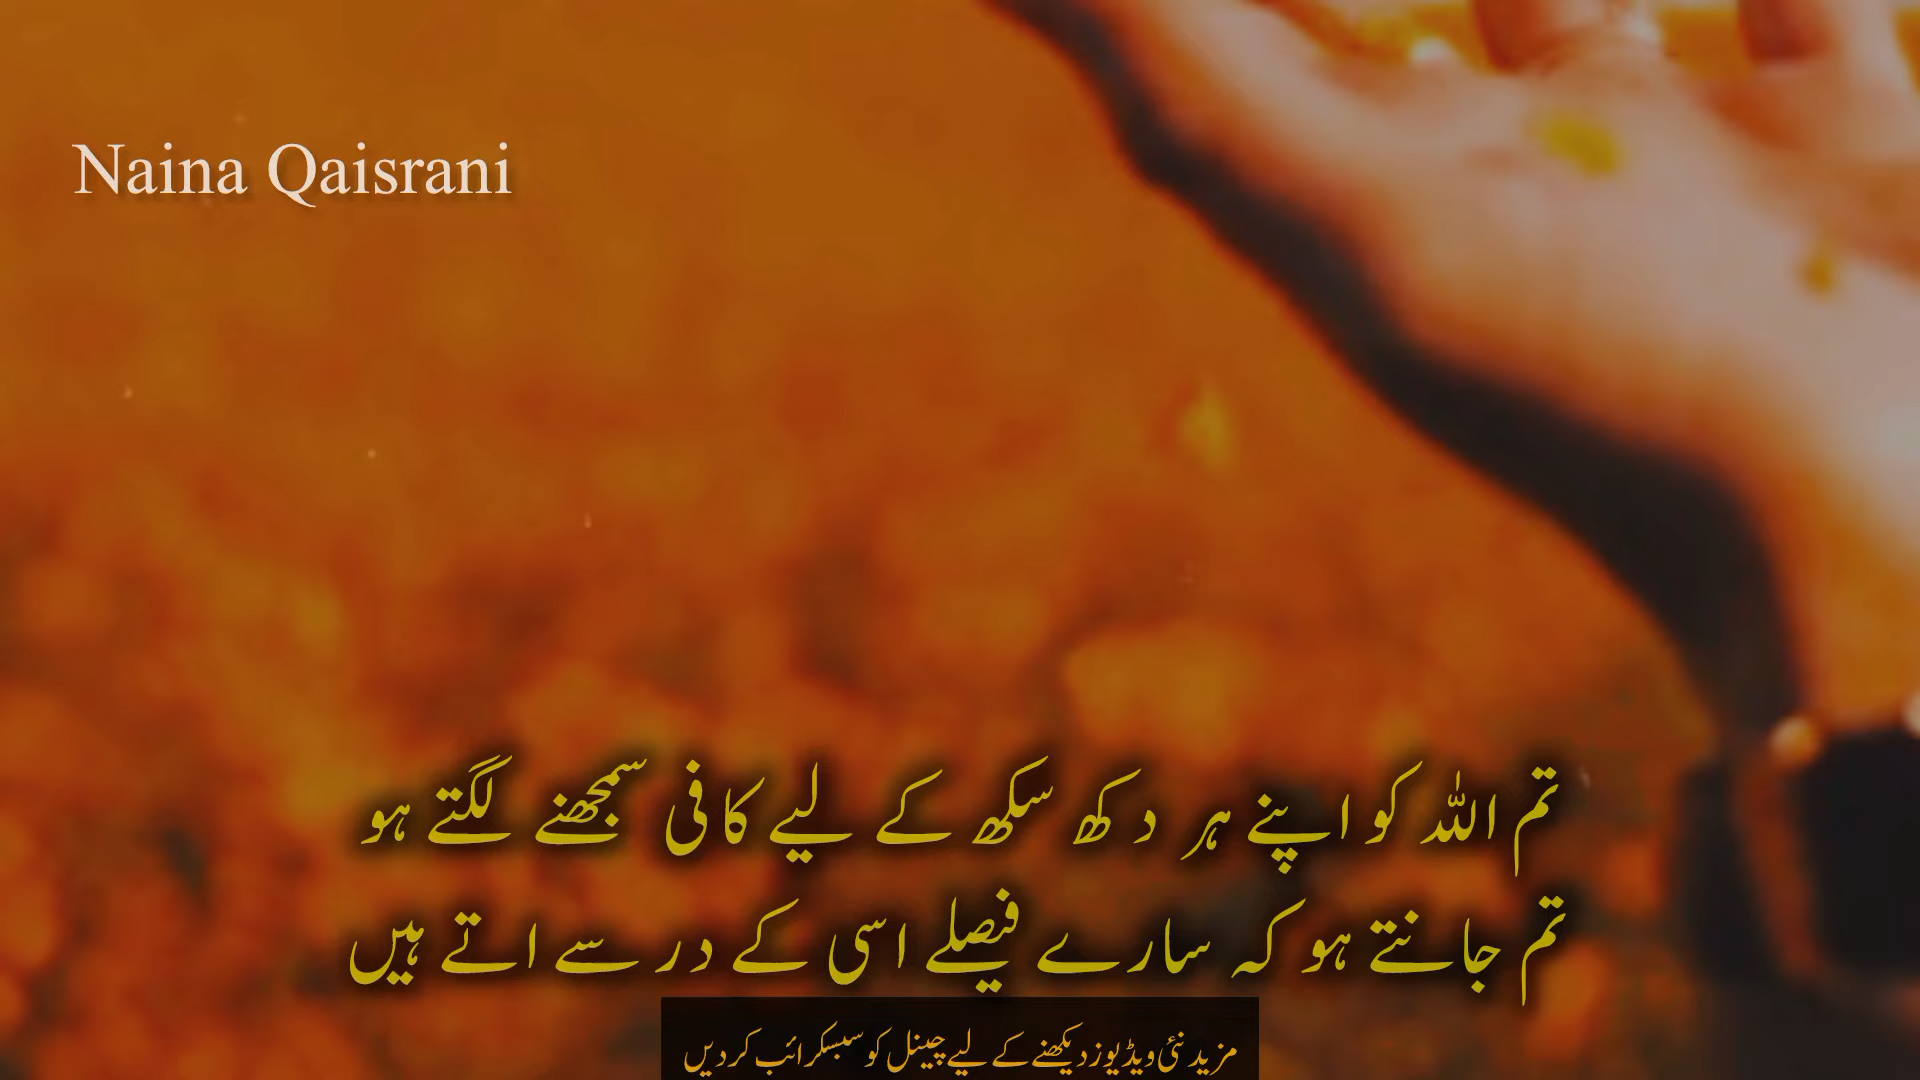 Naina Qaisrani
تم اللہ کو اپنے ہر دکھ سکھ کے لیے کافی سمجھنے لگتے ہو
تم جانتے ہو کہ سارے فیصلے اسی کے در سے اتے ہیں
مزید نئی ویڈیوز دیکھنے کے لیے چینل کو سبسکرائب کر دیں